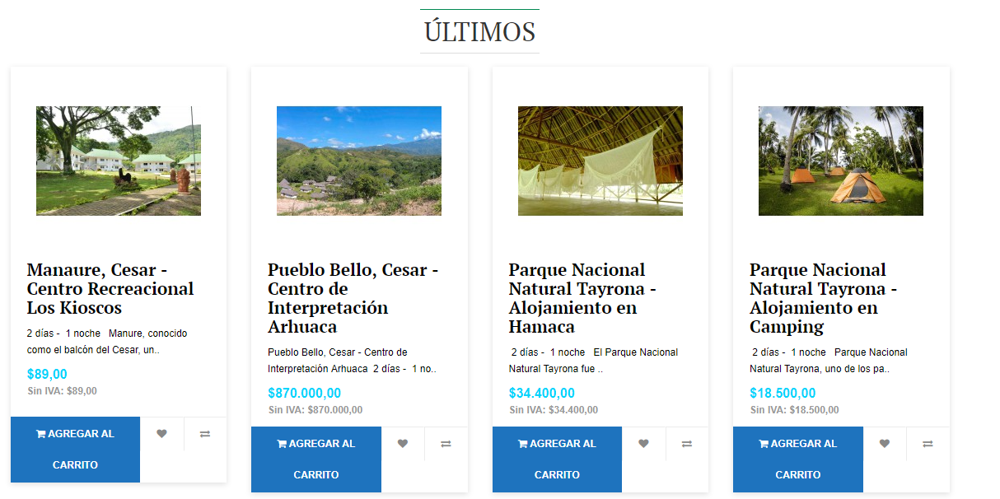 ÚLTIMOS
Manaure, Cesar -
Centro Recreacional
Los Kioscos
2 días - 1 noche Manure, conocido
como el balcón del Cesar, un..
$89,00
Sin IVA: $89,00
AGREGAR AL
CARRITO
Pueblo Bello, Cesar -
Centro de
Interpretación
Arhuaca
Pueblo Bello, Cesar - Centro de
Interpretación Arhuaca 2 días - 1 no..
$870.000,00
Sin IVA: $870.000,00
AGREGAR AL
CARRITO
Parque Nacional
Natural Tayrona -
Alojamiento en
Hamaca
2 días - 1 noche El Parque Nacional
Natural Tayrona fue ..
$34.400,00
Sin IVA: $34.400,00
AGREGAR AL
CARRITO
Parque Nacional
Natural Tayrona -
Alojamiento en
Camping
2 días - 1 noche Parque Nacional
Natural Tayrona, uno de los pa..
$18.500,00
Sin IVA: $18.500,00
AGREGAR AL
CARRITO